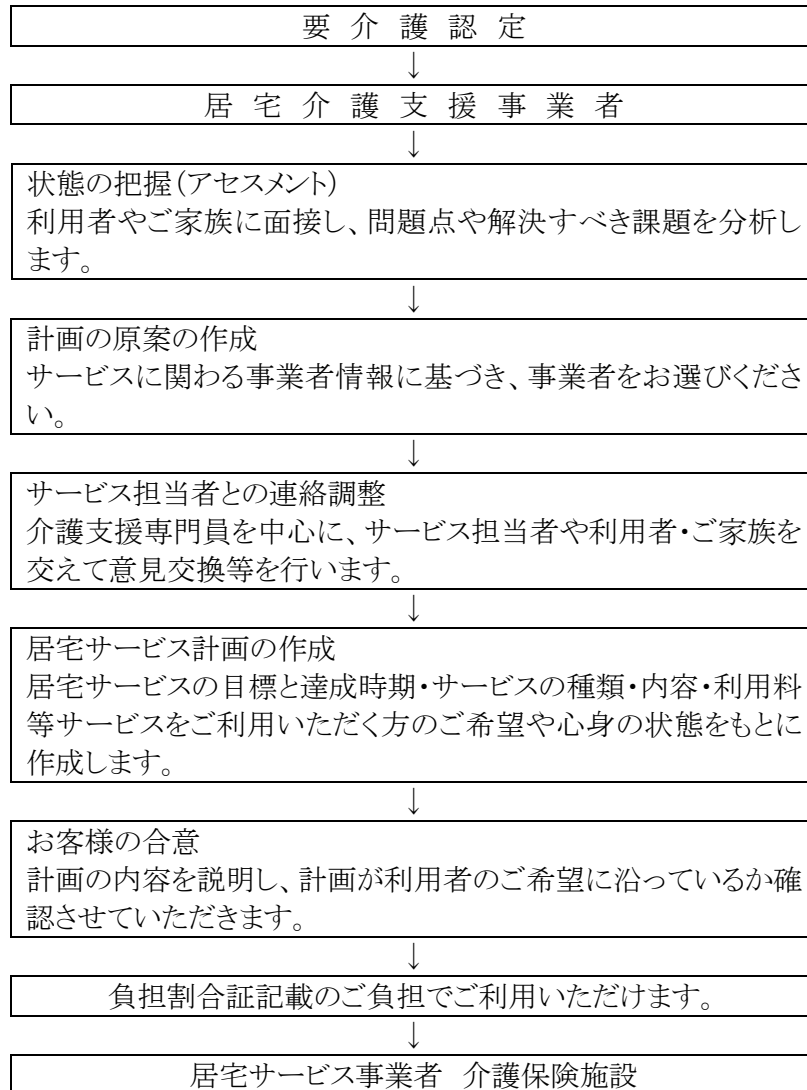 要介護認定
↓
居宅介護支援事業者
↓
状態の把握(アセスメント)
利用者やご家族に面接し、問題点や解決すべき課題を分析し
ます。
↓
計画の原案の作成
サービスに関わる事業者情報に基づき、事業者をお選びくださ
い。
↓
サービス担当者との連絡調整
介護支援専門員を中心に、サービス担当者や利用者・ご家族を
交えて意見交換等を行います。
↓
居宅サービス計画の作成
居宅サービスの目標と達成時期・サービスの種類・内容・利用料
等サービスをご利用いただく方のご希望や心身の状態をもとに
作成します。
↓
お客様の合意
計画の内容を説明し、計画が利用者のご希望に沿っているか確
認させていただきます。
↓
負担割合証記載のご負担でご利用いただけます。
↓
居宅サービス事業者 介護保険施設